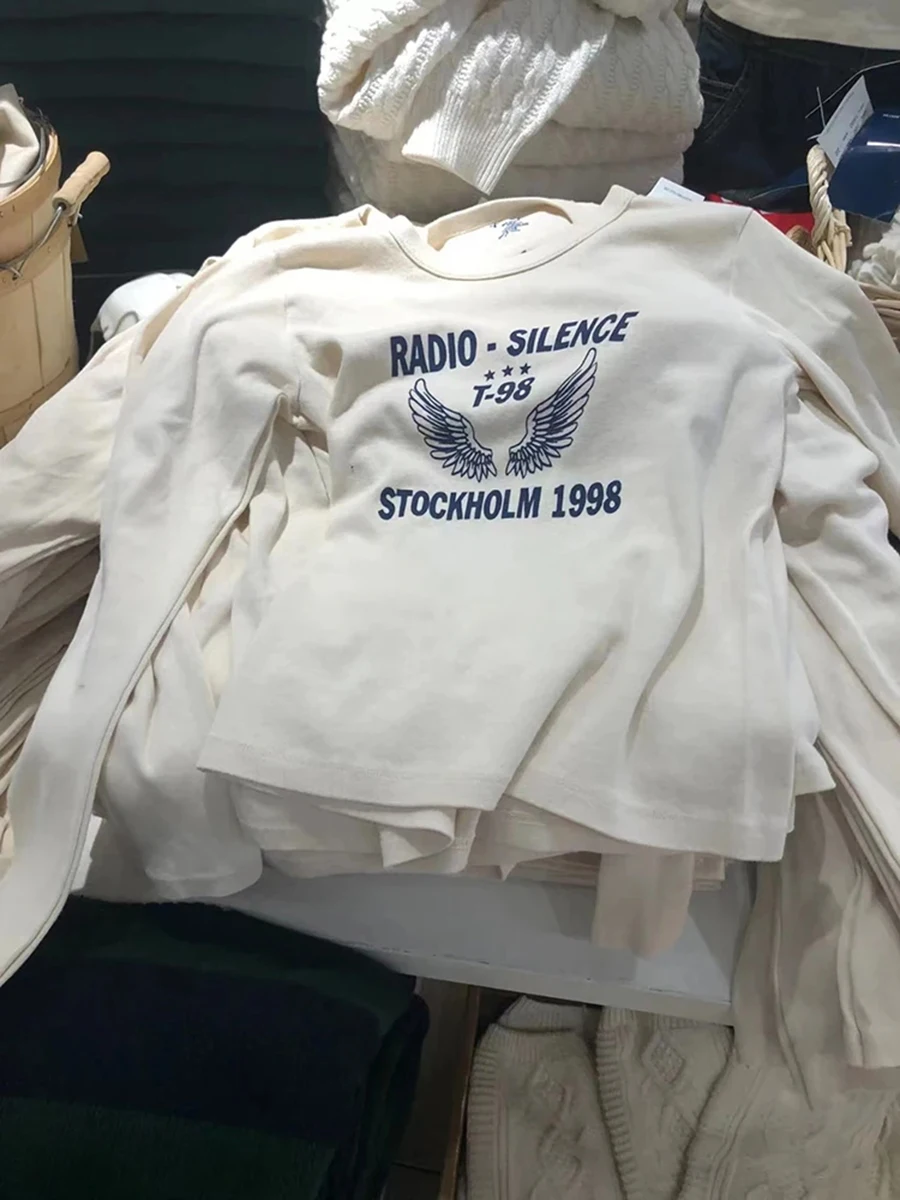 RADIO - SILENCE
T-98
STOCKHOLM 1998